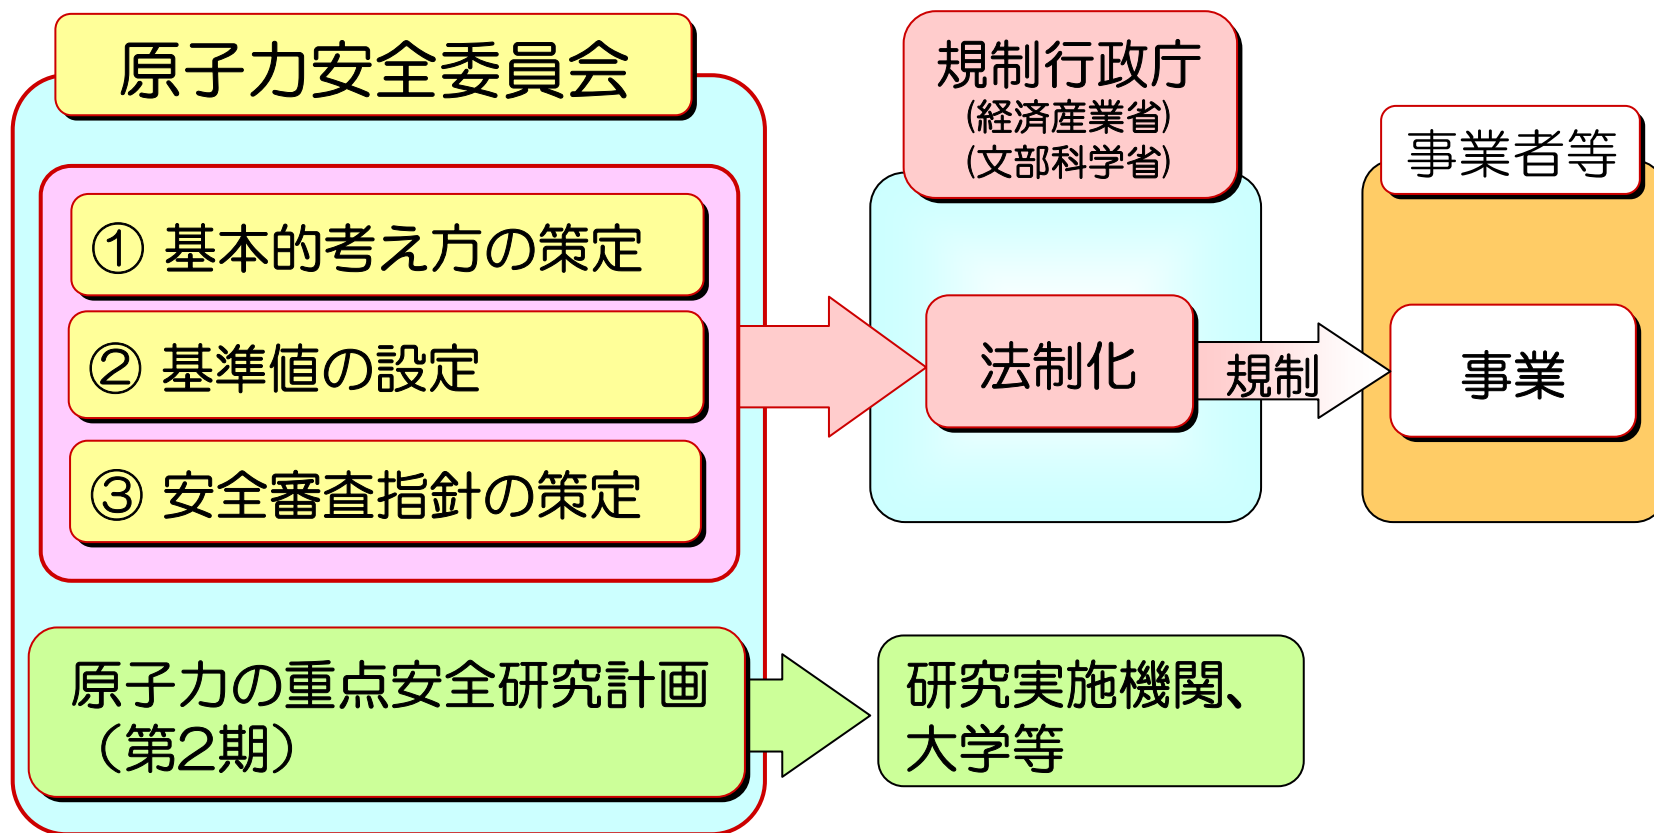 原子力安全委員会
① 基本的考え方の策定
② 基準値の設定
③ 安全審査指針の策定
原子力の重点安全研究計画
（第2期）
規制行政庁
(経済産業省)
(文部科学省)
法制化
規制
事業者等
事業
研究実施機関、
大学等